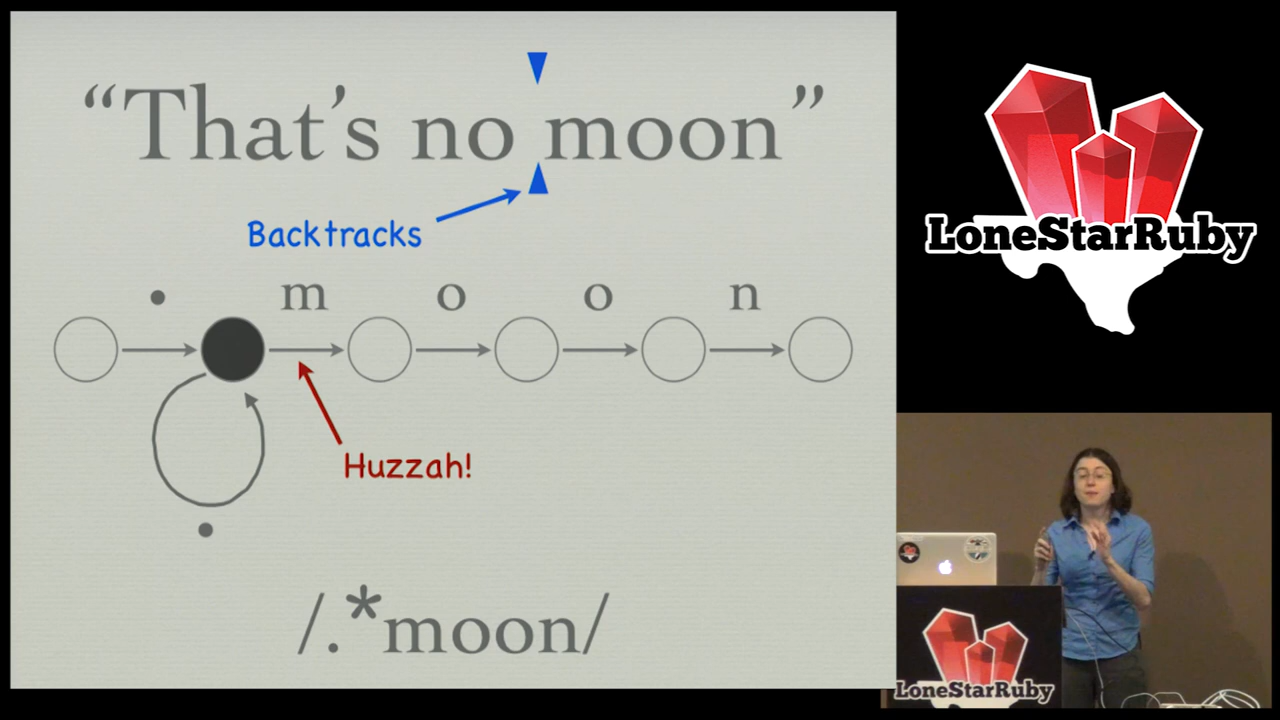 “That’s no moon”
Backtracks
. m o o n
Huzzah!
.
/.*moon/
LoneStarRuby
LoneStarRuby